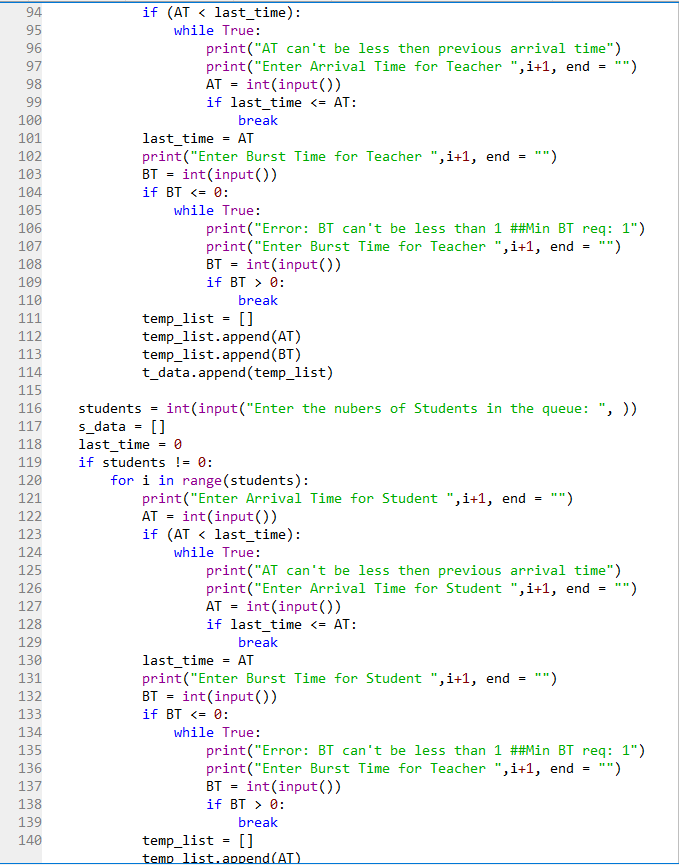 94             if (AT < last_time):
95                 while True:
96                     print("AT can't be less then previous arrival time")
97                     print("Enter Arrival Time for Teacher ",i+1, end = "")
98                     AT = int(input())
99                     if last_time <= AT:
100                         break
101             last_time = AT
102             print("Enter Burst Time for Teacher ",i+1, end = "")
103             BT = int(input())
104             if BT <= 0:
105                 while True:
106                     print("Error: BT can't be less than 1 ##Min BT req: 1")
107                     print("Enter Burst Time for Teacher ",i+1, end = "")
108                     BT = int(input())
109                     if BT > 0:
110                         break
111             temp_list = []
112             temp_list.append(AT)
113             temp_list.append(BT)
114             t_data.append(temp_list)
115
116     students = int(input("Enter the nubers of Students in the queue: ", ))
117     s_data = []
118     last_time = 0
119     if students != 0:
120         for i in range(students):
121             print("Enter Arrival Time for Student ",i+1, end = "")
122             AT = int(input())
123             if (AT < last_time):
124                 while True:
125                     print("AT can't be less then previous arrival time")
126                     print("Enter Arrival Time for Student ",i+1, end = "")
127                     AT = int(input())
128                     if last_time <= AT:
129                         break
130             last_time = AT
131             print("Enter Burst Time for Student ",i+1, end = "")
132             BT = int(input())
133             if BT <= 0:
134                 while True:
135                     print("Error: BT can't be less than 1 ##Min BT req: 1")
136                     print("Enter Burst Time for Teacher ",i+1, end = "")
137                     BT = int(input())
138                     if BT > 0:
139                         break
140             temp_list = []
            temp_list.append(AT)